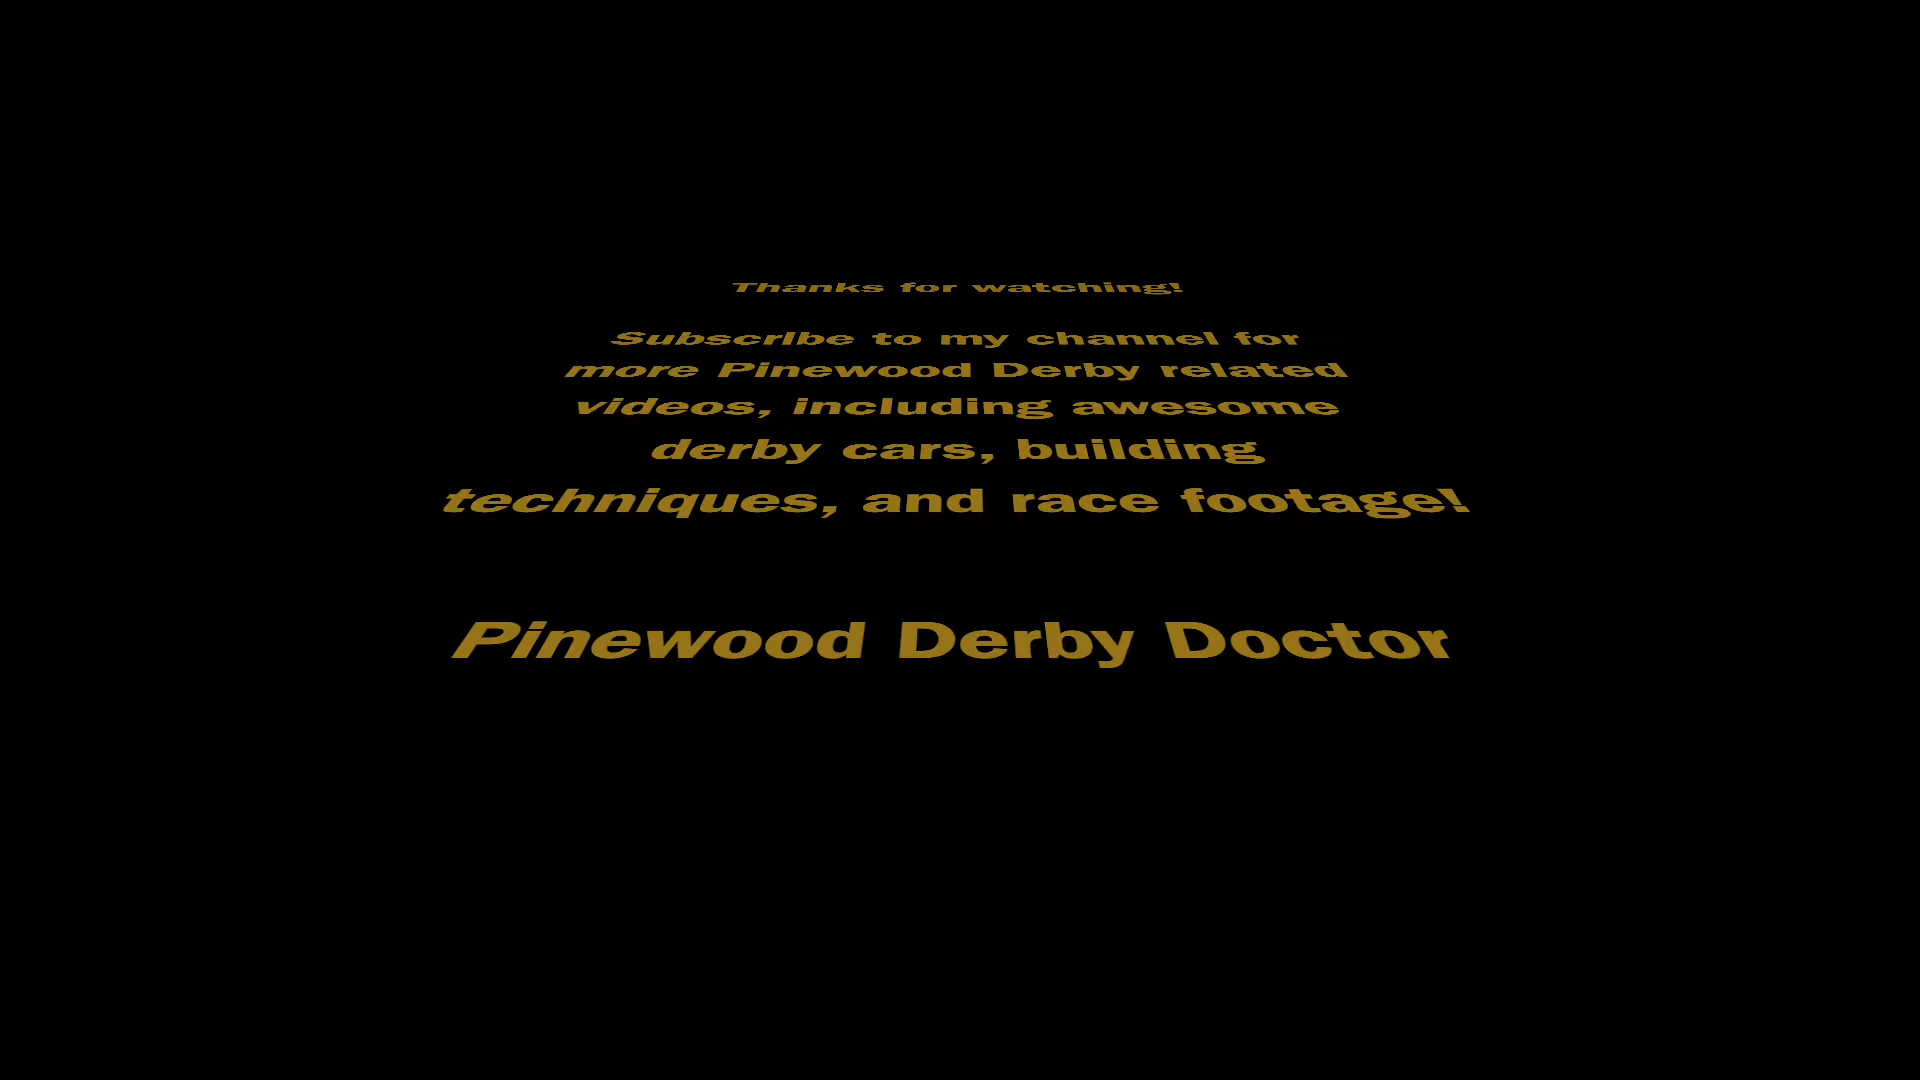 Thanks for watching!
Subscribe to my channel for
more Pinewood Derby related
videos, including awesome
derby cars, building
techniques, and race footage!
Pinewood Derby Doctor